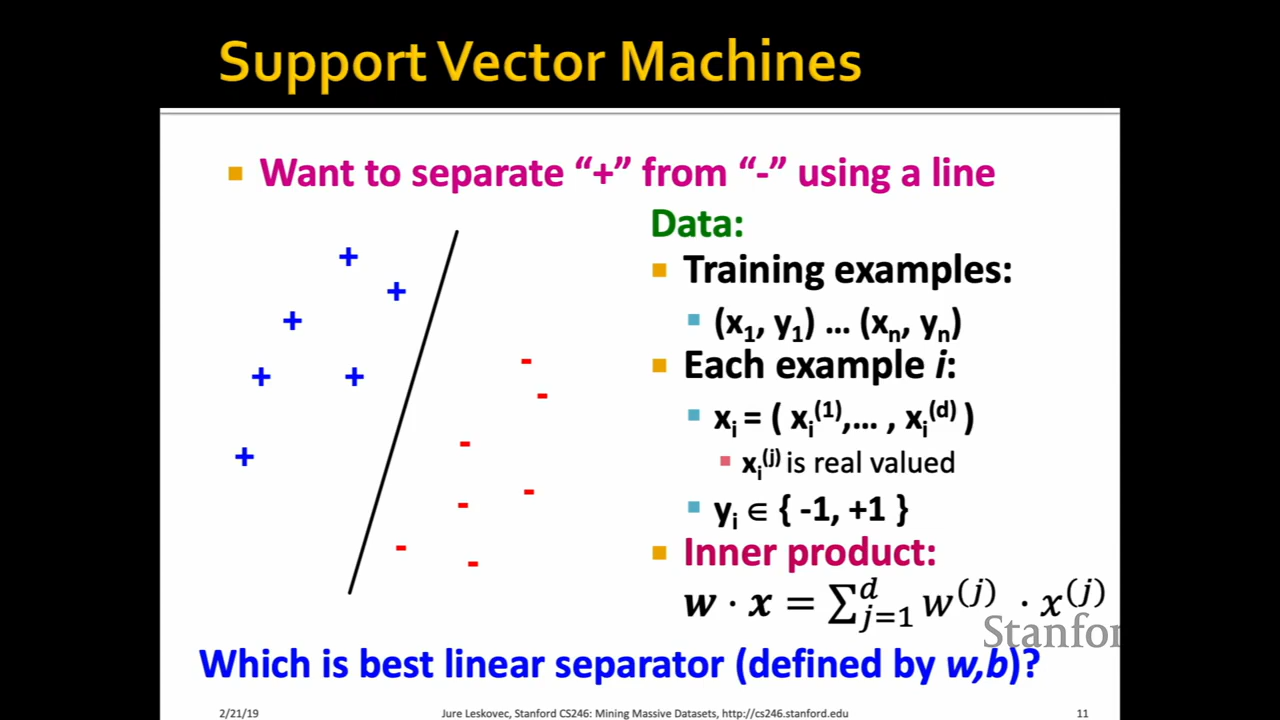 Support Vector Machines
Want to separate “+” from “-” using a line
Data:
Training examples:
(x₁, y₁) … (xₙ, yₙ)
Each example i:
xᵢ = ( xᵢ⁽¹⁾,… , xᵢ⁽ᵈ⁾ )
xᵢ⁽ʲ⁾ is real valued
yᵢ ∈ { -1, +1 }
Inner product:
w · x = ∑ᵈⱼ₌₁ w⁽ʲ⁾ · x⁽ʲ⁾
Stanfor
Which is best linear separator (defined by w,b)?
2/21/19 Jure Leskovec, Stanford CS246: Mining Massive Datasets, http://cs246.stanford.edu 11